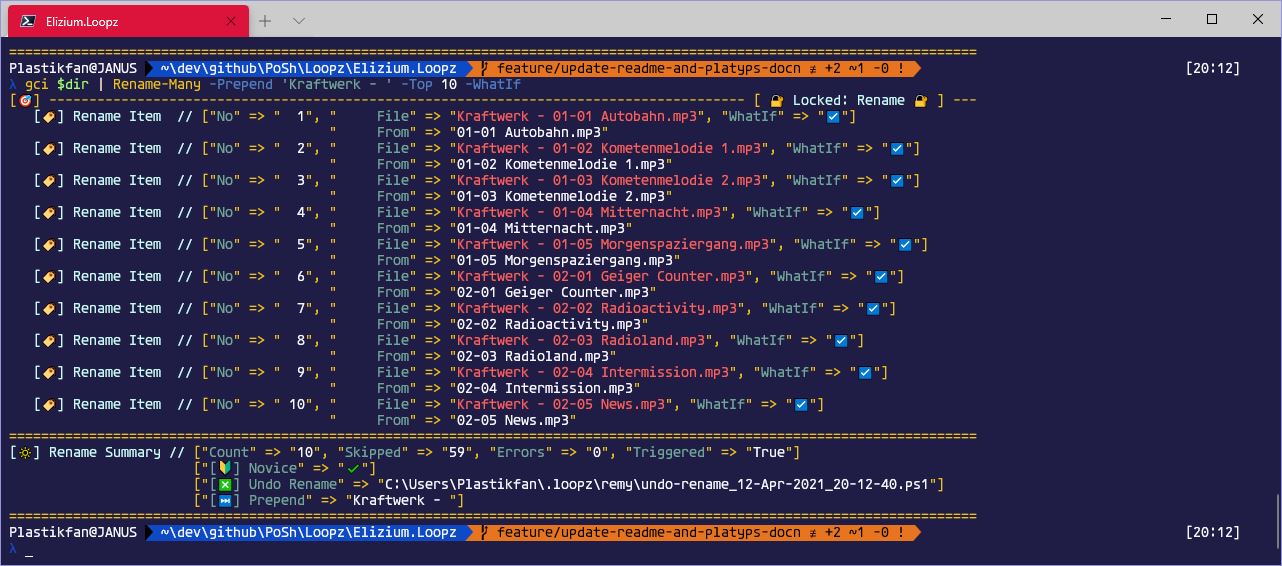 Elizium.Loopz
Plastikfan@JANUS ~\dev\github\PoSh\Loopz\Elizium.Loopz feature/update-readme-and-platyps-docn ≢ +2 ~1 -0 ! [20:12]
λ gci $dir | Rename-Many -Prepend 'Kraftwerk - ' -Top 10 -WhatIf
[🎯] --------------------------------------------------------------------------------------- [ 🔐 Locked: Rename 🔐 ] ---
[🏷️] Rename Item // ["No" => "  1", "     File" => "Kraftwerk - 01-01 Autobahn.mp3", "WhatIf" => "☑️"]
"     From" => "01-01 Autobahn.mp3"
[🏷️] Rename Item // ["No" => "  2", "     File" => "Kraftwerk - 01-02 Kometenmelodie 1.mp3", "WhatIf" => "☑️"]
"     From" => "01-02 Kometenmelodie 1.mp3"
[🏷️] Rename Item // ["No" => "  3", "     File" => "Kraftwerk - 01-03 Kometenmelodie 2.mp3", "WhatIf" => "☑️"]
"     From" => "01-03 Kometenmelodie 2.mp3"
[🏷️] Rename Item // ["No" => "  4", "     File" => "Kraftwerk - 01-04 Mitternacht.mp3", "WhatIf" => "☑️"]
"     From" => "01-04 Mitternacht.mp3"
[🏷️] Rename Item // ["No" => "  5", "     File" => "Kraftwerk - 01-05 Morgenspaziergang.mp3", "WhatIf" => "☑️"]
"     From" => "01-05 Morgenspaziergang.mp3"
[🏷️] Rename Item // ["No" => "  6", "     File" => "Kraftwerk - 02-01 Geiger Counter.mp3", "WhatIf" => "☑️"]
"     From" => "02-01 Geiger Counter.mp3"
[🏷️] Rename Item // ["No" => "  7", "     File" => "Kraftwerk - 02-02 Radioactivity.mp3", "WhatIf" => "☑️"]
"     From" => "02-02 Radioactivity.mp3"
[🏷️] Rename Item // ["No" => "  8", "     File" => "Kraftwerk - 02-03 Radioland.mp3", "WhatIf" => "☑️"]
"     From" => "02-03 Radioland.mp3"
[🏷️] Rename Item // ["No" => "  9", "     File" => "Kraftwerk - 02-04 Intermission.mp3", "WhatIf" => "☑️"]
"     From" => "02-04 Intermission.mp3"
[🏷️] Rename Item // ["No" => " 10", "     File" => "Kraftwerk - 02-05 News.mp3", "WhatIf" => "☑️"]
"     From" => "02-05 News.mp3"
[🔆] Rename Summary // ["Count" => "10", "Skipped" => "59", "Errors" => "0", "Triggered" => "True"]
["[🔰] Novice" => "✔"]
["[❎] Undo Rename" => "C:\Users\Plastikfan\.loopz\remy\undo-rename_12-Apr-2021_20-12-40.ps1"]
["[⏭️] Prepend" => "Kraftwerk - "]
Plastikfan@JANUS ~\dev\github\PoSh\Loopz\Elizium.Loopz feature/update-readme-and-platyps-docn ≢ +2 ~1 -0 ! [20:12]
λ _